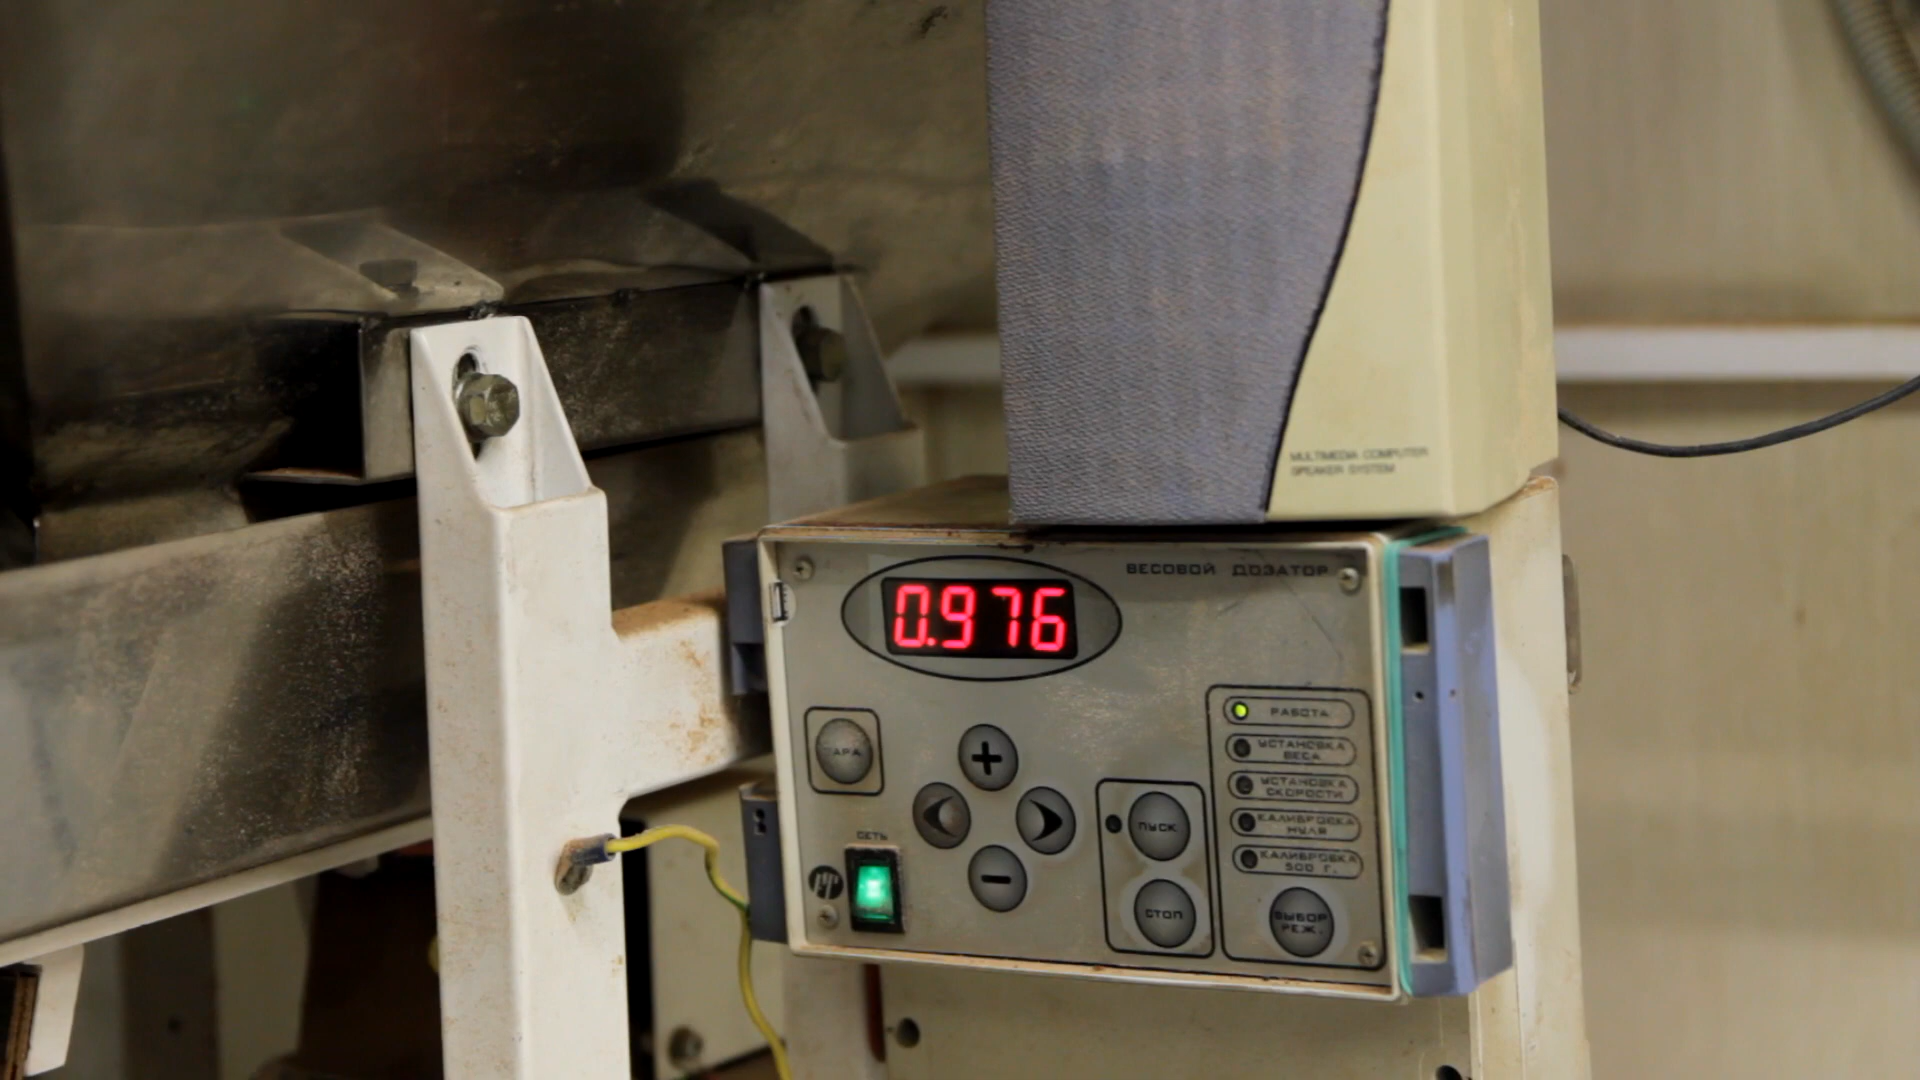 MULTIMEDIA COMPUTER
SPEAKER SYSTEM
ВЕСОВОЙ ДОЗАТОР
0.976
РАБОТА
УСТАНОВКА
ВЕСА
УСТАНОВКА
СКОРОСТИ
КАЛИБРОВКА
НУЛЯ
КАЛИБРОВКА
500 Г.
ТАРА
ПУСК
СЕТЬ
СТОП
ВЫБОР
РЕЖ.